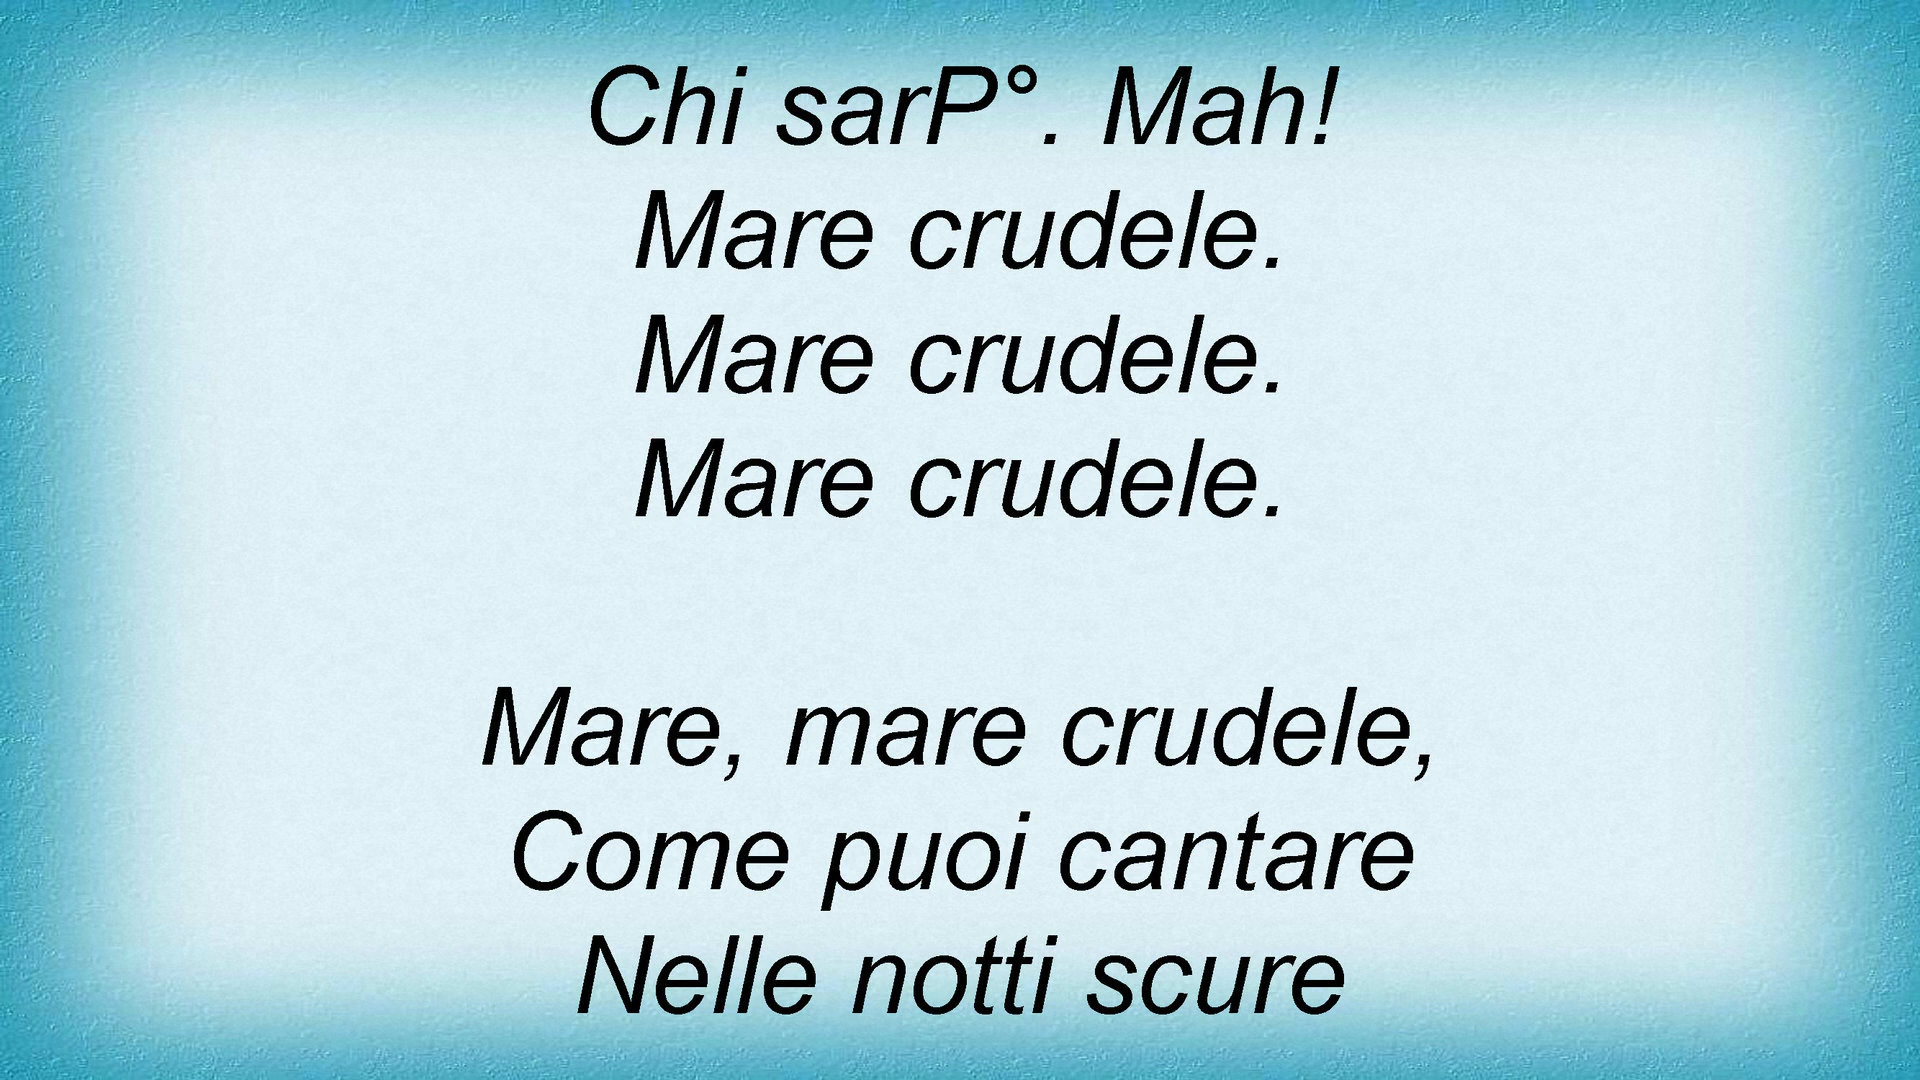 Chi sarP°. Mah!
Mare crudele.
Mare crudele.
Mare crudele.
Mare, mare crudele,
Come puoi cantare
Nelle notti scure